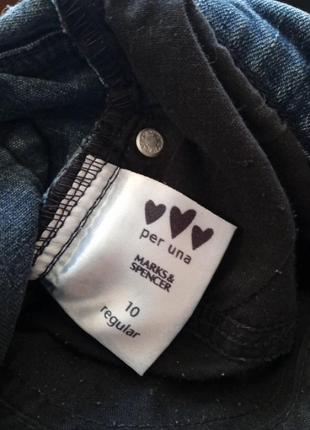 per una
MARKS &
SPENCER
10
regular